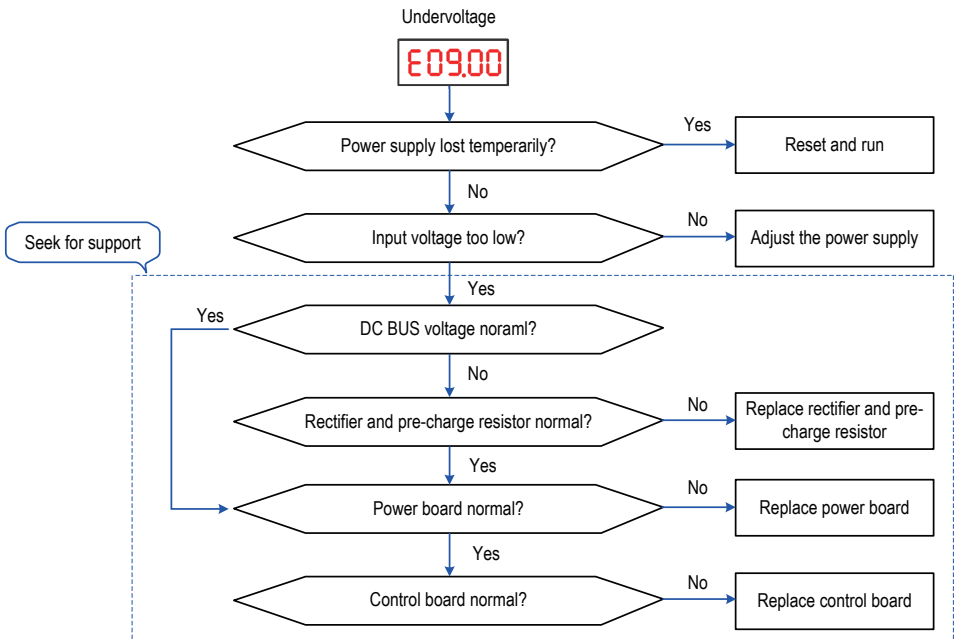 Undervoltage
E09.00
Power supply lost temperarily?
Yes
Reset and run
No
Seek for support
Input voltage too low?
No
Adjust the power supply
Yes
Yes
DC BUS voltage noraml?
No
Rectifier and pre-charge resistor normal?
No
Replace rectifier and pre-
charge resistor
Yes
Power board normal?
No
Replace power board
Yes
Control board normal?
No
Replace control board